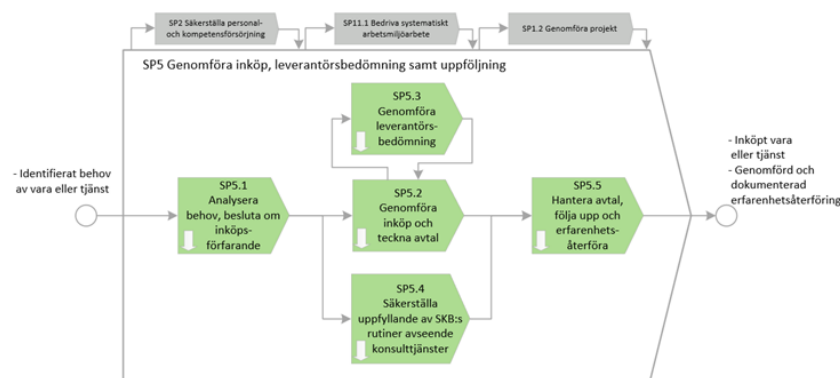 SP2 Säkerställa personal-
och kompetensförsörjning
SP11.1 Bedriva systematiskt
arbetsmiljöarbete
SP1.2 Genomföra projekt
SP5 Genomföra inköp, leverantörsbedömning samt uppföljning
SP5.3
Genomföra
leverantörs-
bedömning
- Identifierat behov
av vara eller tjänst
SP5.1
Analysera
behov, besluta om
inköps-
förfarande
SP5.2
Genomföra
inköp och
teckna avtal
SP5.5
Hantera avtal,
följa upp och
erfarenhets-
återföra
- Inköpt vara
eller tjänst
- Genomförd och
dokumenterad
erfarenhetsåterföring
SP5.4
Säkerställa
uppfyllande av SKB:s
rutiner avseende
konsulttjänster